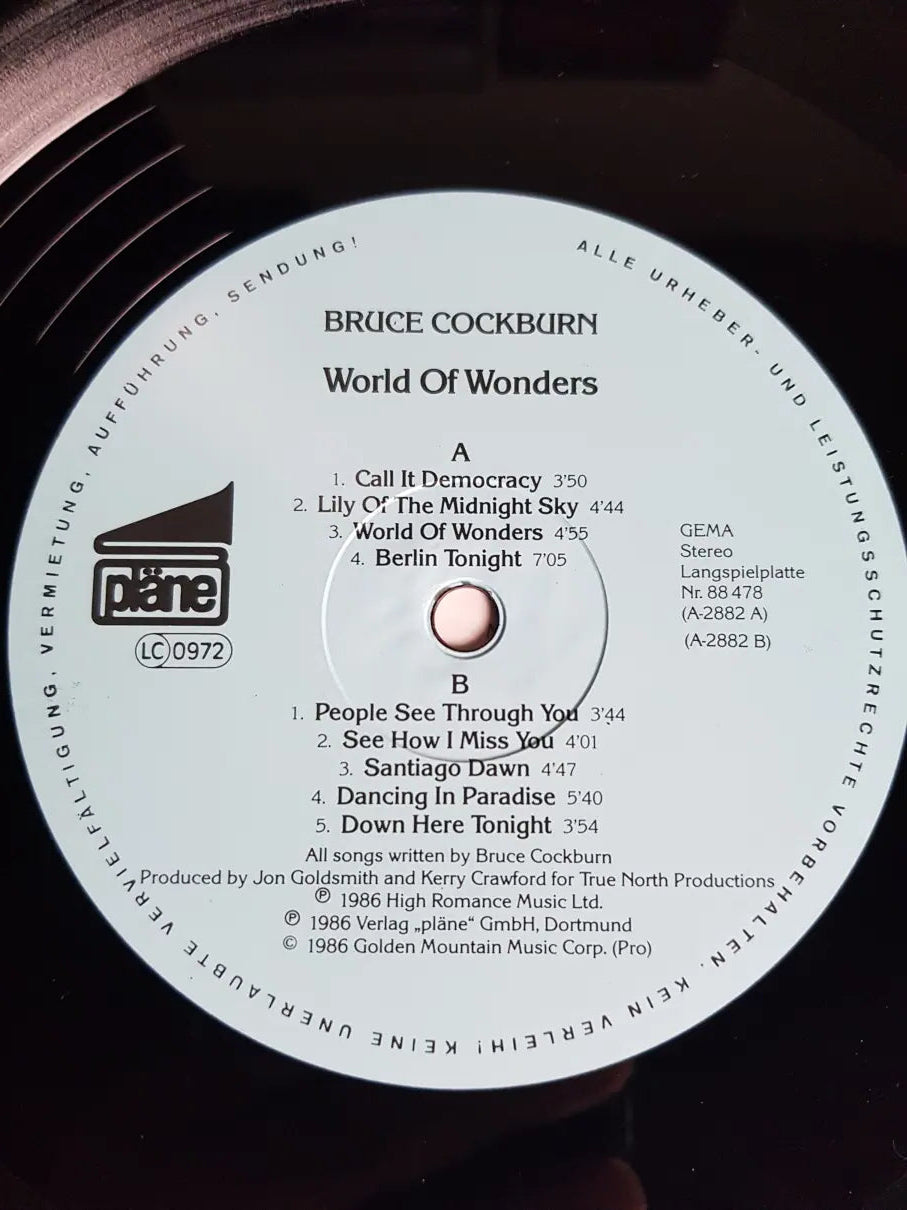 ALLE URHEBER- UND LEISTUNGSSCHUTZRECHTE VORBEHALTEN. KEIN VERLEIH! KEINE UNERLAUBTE VERVIELFÄLTIGUNG, VERMIETUNG, AUFFÜHRUNG, SENDUNG!
BRUCE COCKBURN
World Of Wonders
A
1. Call It Democracy 3'50
2. Lily Of The Midnight Sky 4'44
3. World Of Wonders 4'55
4. Berlin Tonight 7'05
pläne
LC 0972
GEMA
Stereo
Langspielplatte
Nr. 88 478
(A-2882 A)
(A-2882 B)
B
1. People See Through You 3'44
2. See How I Miss You 4'01
3. Santiago Dawn 4'47
4. Dancing In Paradise 5'40
5. Down Here Tonight 3'54
All songs written by Bruce Cockburn
Produced by Jon Goldsmith and Kerry Crawford for True North Productions
℗ 1986 High Romance Music Ltd.
℗ 1986 Verlag „pläne“ GmbH, Dortmund
© 1986 Golden Mountain Music Corp. (Pro)